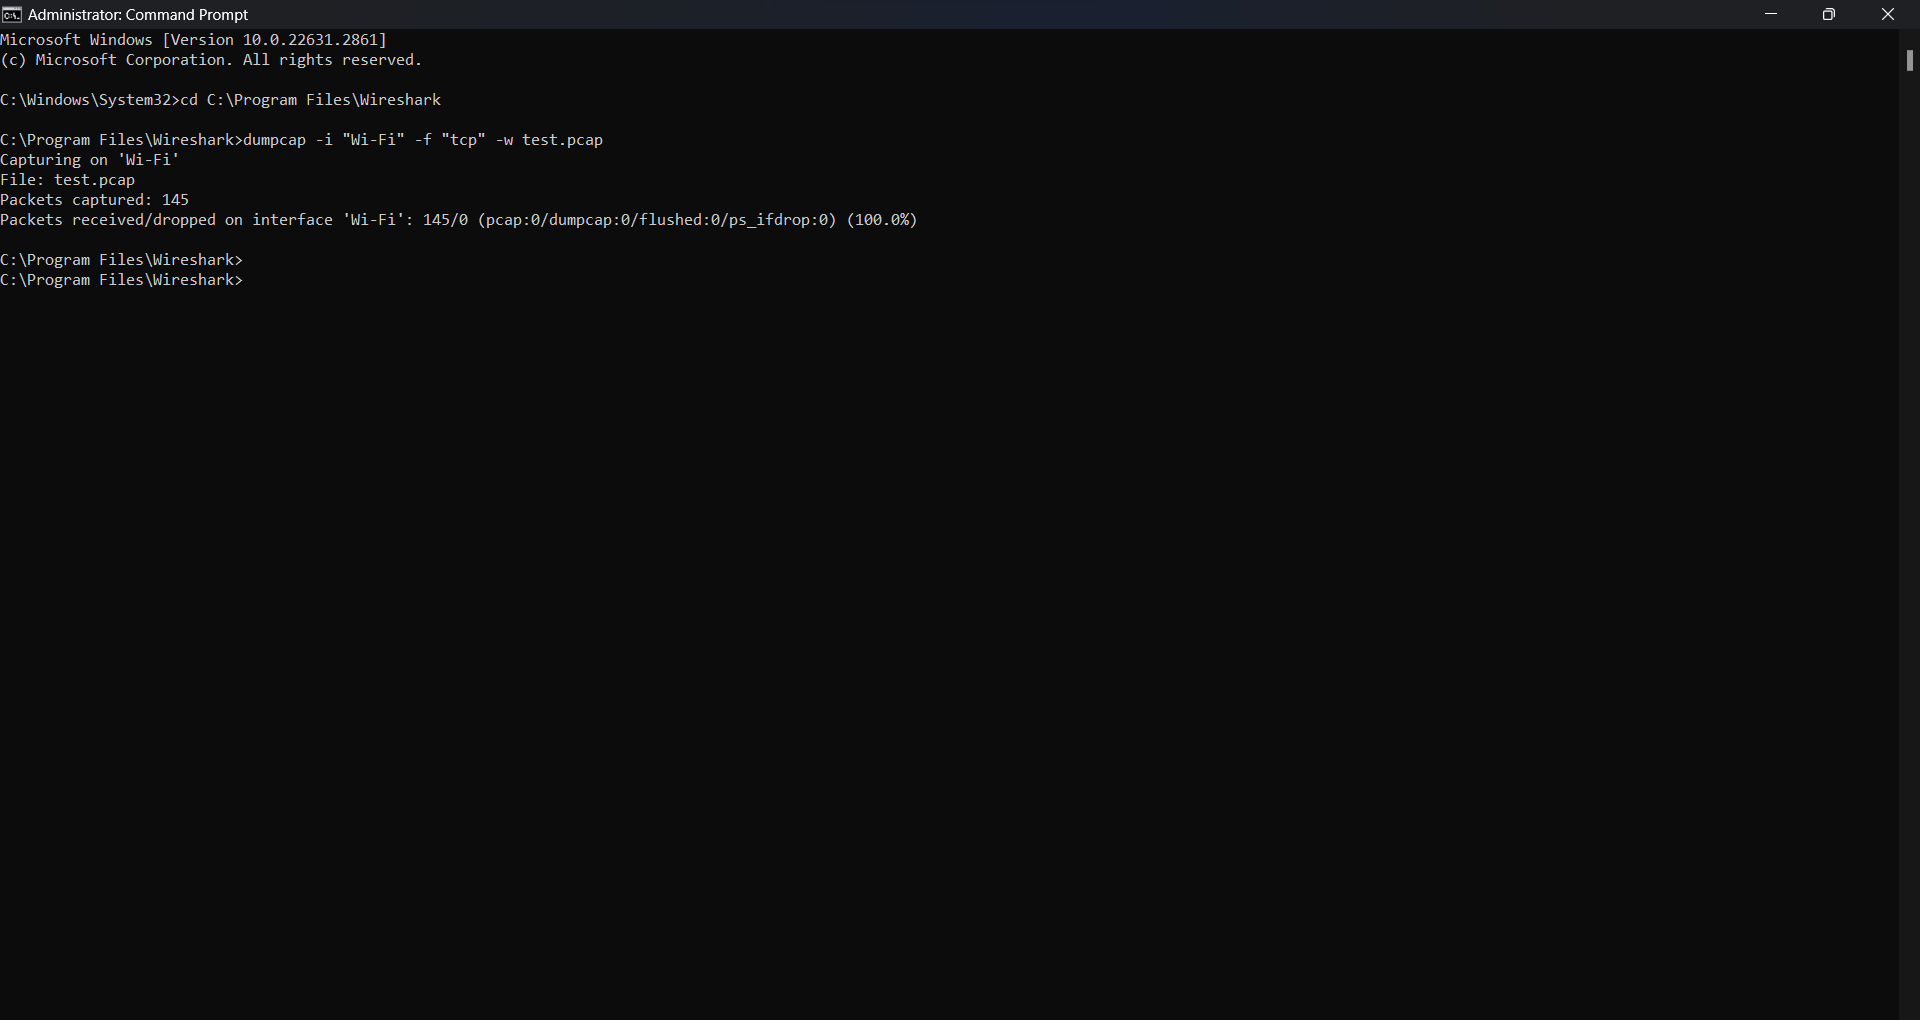 Administrator: Command Prompt
Microsoft Windows [Version 10.0.22631.2861]
(c) Microsoft Corporation. All rights reserved.
C:\Windows\System32>cd C:\Program Files\Wireshark
C:\Program Files\Wireshark>dumpcap -i "Wi-Fi" -f "tcp" -w test.pcap
Capturing on 'Wi-Fi'
File: test.pcap
Packets captured: 145
Packets received/dropped on interface 'Wi-Fi': 145/0 (pcap:0/dumpcap:0/flushed:0/ps_ifdrop:0) (100.0%)
C:\Program Files\Wireshark>
C:\Program Files\Wireshark>